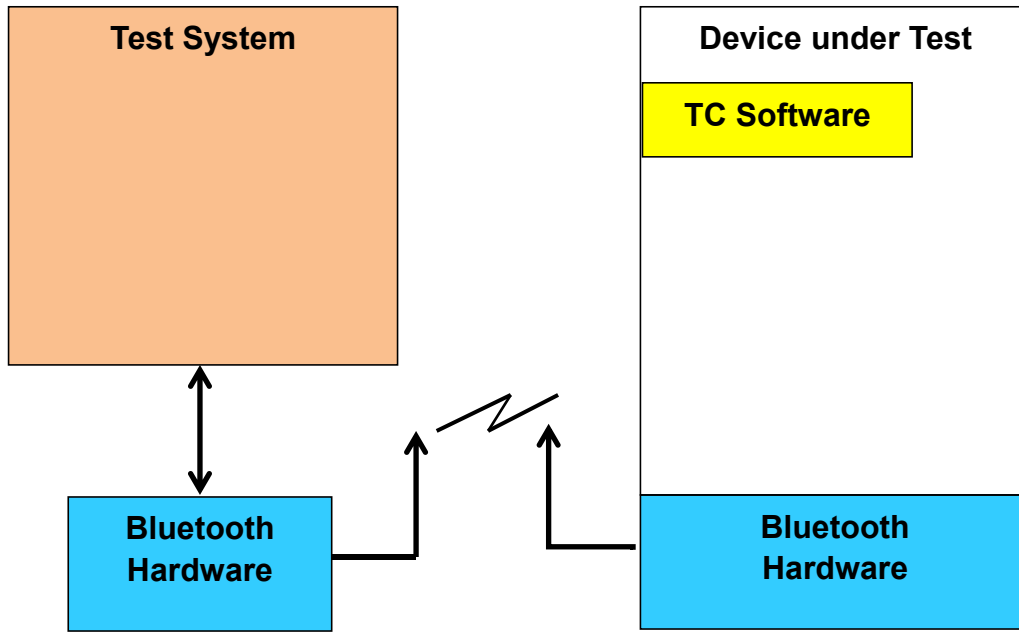 Test System
Device under Test
TC Software
Bluetooth
Hardware
Bluetooth
Hardware